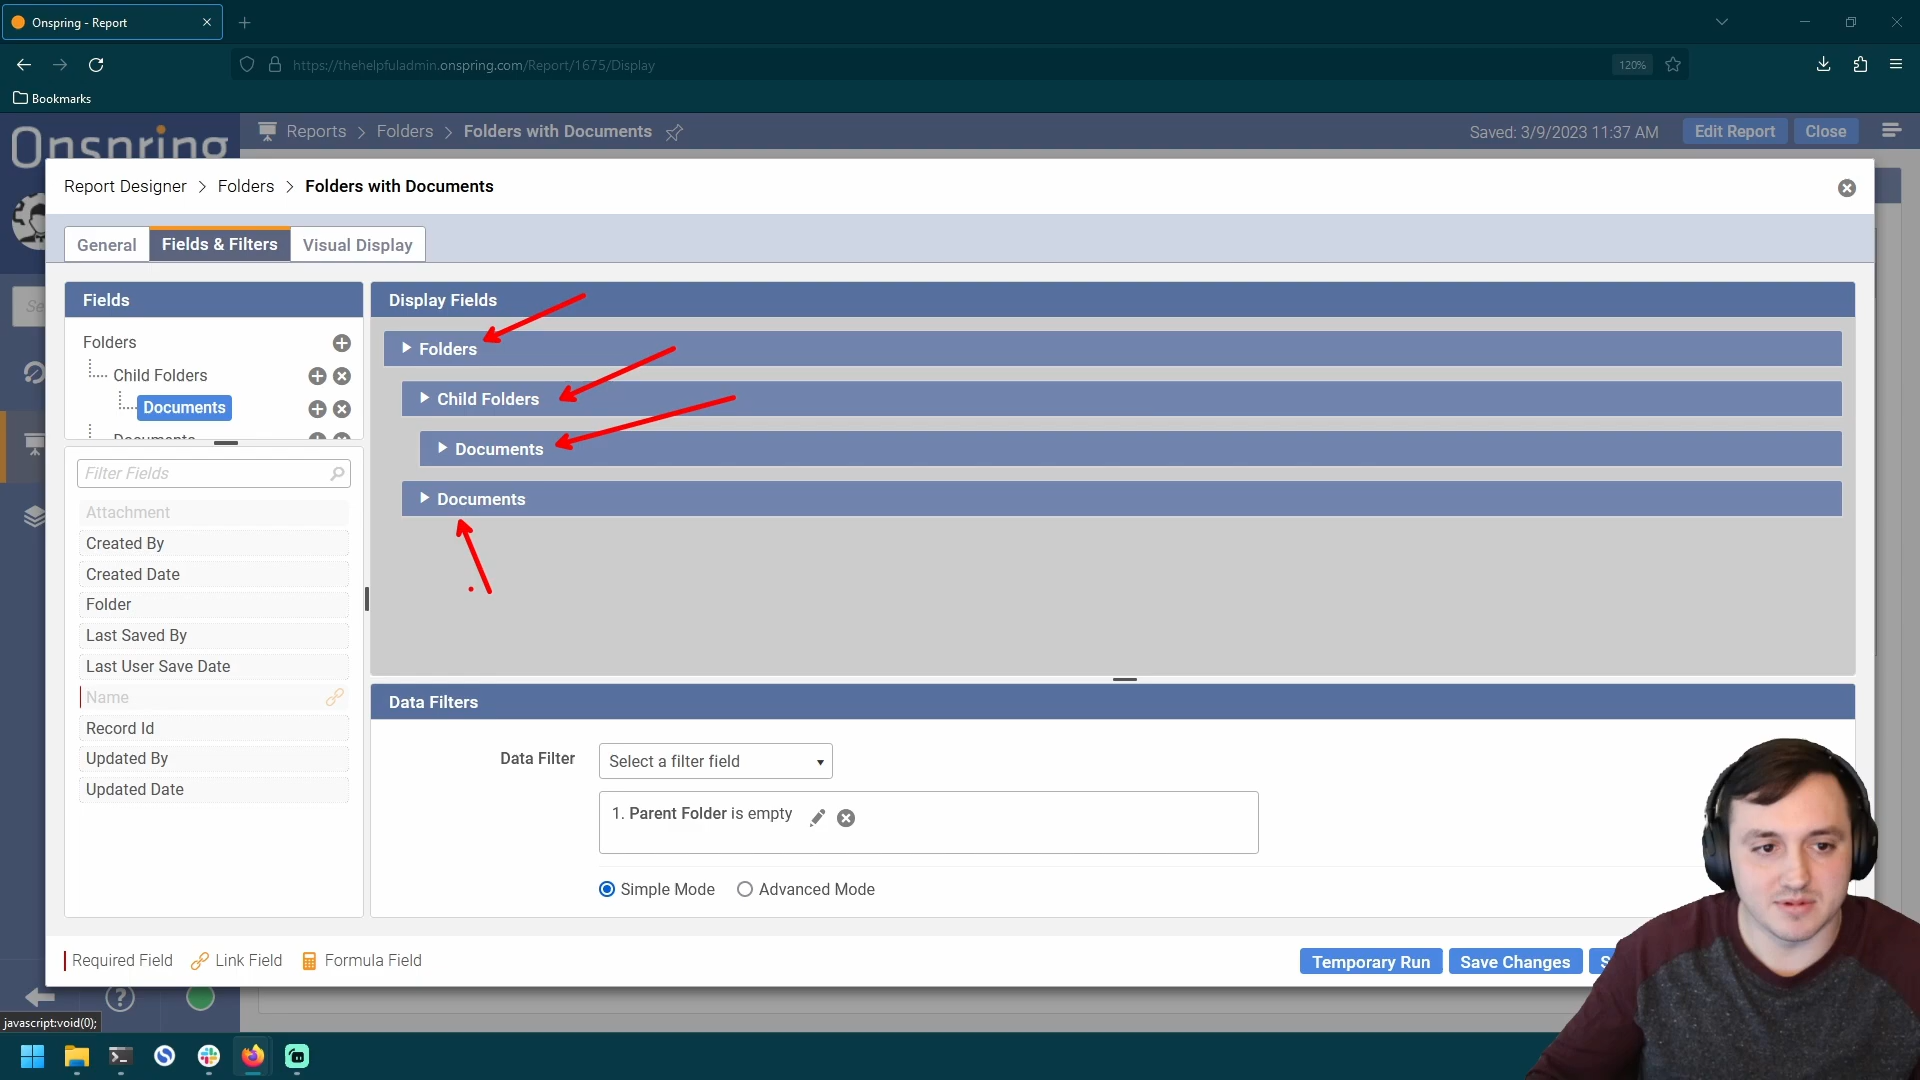 Onspring - Report
https://thehelpfuladmin.onspring.com/Report/1675/Display
120%
Bookmarks
Onspring
Reports
Folders
Folders with Documents
Saved: 3/9/2023 11:37 AM
Edit Report
Close
Report Designer > Folders > Folders with Documents
General
Fields & Filters
Visual Display
Se
Fields
Folders
Child Folders
Documents
Documents
Filter Fields
Attachment
Created By
Created Date
Folder
Last Saved By
Last User Save Date
Name
Record Id
Updated By
Updated Date
Display Fields
Folders
Child Folders
Documents
Documents
Data Filters
Data Filter
Select a filter field
1. Parent Folder is empty
Simple Mode
Advanced Mode
Required Field
Link Field
Formula Field
Temporary Run
Save Changes
S
?
javascript:void(0);